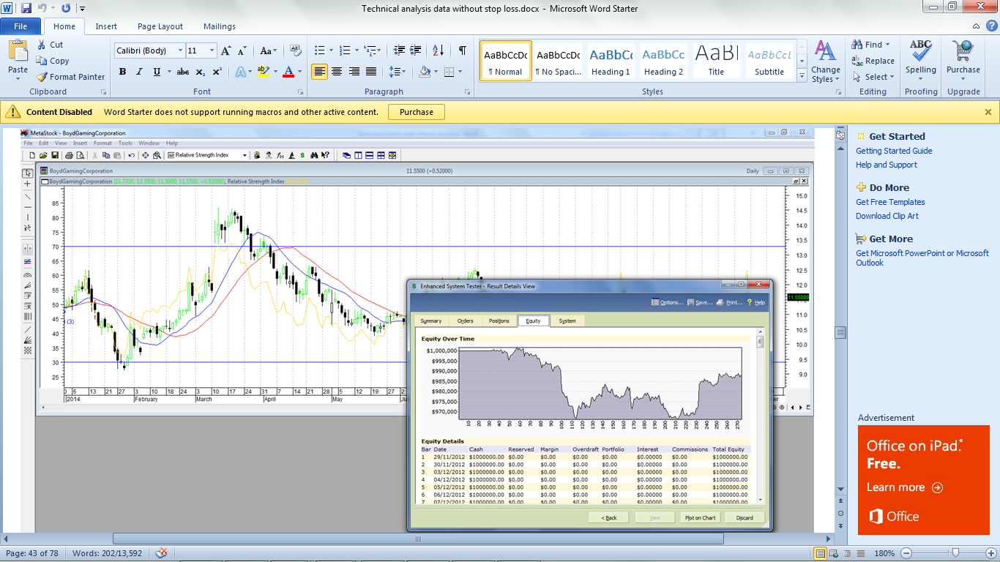 Technical analysis data without stop loss.docx - Microsoft Word Starter
File Home Insert Page Layout Mailings
Paste Cut Copy Format Painter
Calibri (Body) 11
AaBbCcDc AaBbCcDc AaBbCc AaBbCc AaBl AaBbCcL
¶ Normal ¶ No Spaci... Heading 1 Heading 2 Title Subtitle
Change Styles
Find Replace Select
Spelling Purchase
Clipboard Font Paragraph Styles Editing Proofing Upgrade
Content Disabled Word Starter does not support running macros and other active content. Purchase
MetaStock - BoydGamingCorporation
File Edit View Insert Format Tools Window Help
Relative Strength Index
BoydGamingCorporation 11.5500 (+0.52000) Daily
BoydGamingCorporation (11.7700, 12.3500, 11.5000, 11.5500, +0.52000), Relative Strength Index
85
80
75
70
65
60
55
50
45
40
35
30
25
15.0
14.5
14.0
13.5
13.0
12.5
12.0
11.5
11.55000
11.0
10.5
10.0
9.5
9.0
(3)
6 13 21 27 3 10 18 24 3 10 17 24 31 7 14 21 28 5 12 19 27 2
2014 February March April May
Enhanced System Tester - Result Details View
Options... Save... Print... Help
Summary Orders Positions Equity System
Equity Over Time
$1,000,000
$995,000
$990,000
$985,000
$980,000
$975,000
$970,000
10 20 30 40 50 60 70 80 90 100 110 120 130 140 150 160 170 180 190 200 210 220 230 240 250 260 270
Equity Details
Bar Date Cash Reserved Margin Overdraft Portfolio Interest Commissions Total Equity
1 29/11/2012 $1000000.00 $0.00 $0.00 $0.00 $0.00 $0.00000 $0.00 $1000000.00
2 30/11/2012 $1000000.00 $0.00 $0.00 $0.00 $0.00 $0.00000 $0.00 $1000000.00
3 03/12/2012 $1000000.00 $0.00 $0.00 $0.00 $0.00 $0.00000 $0.00 $1000000.00
4 04/12/2012 $1000000.00 $0.00 $0.00 $0.00 $0.00 $0.00000 $0.00 $1000000.00
5 05/12/2012 $1000000.00 $0.00 $0.00 $0.00 $0.00 $0.00000 $0.00 $1000000.00
6 06/12/2012 $1000000.00 $0.00 $0.00 $0.00 $0.00 $0.00000 $0.00 $1000000.00
7 07/12/2012 $1000000.00 $0.00 $0.00 $0.00 $0.00 $0.00000 $0.00 $1000000.00
< Back View Plot on Chart Discard
Get Started
Getting Started Guide
Help and Support
Do More
Get Free Templates
Download Clip Art
Get More
Get Microsoft PowerPoint or Microsoft
Outlook
Advertisement
Office on iPad.
Free.
Learn more
Office
Page: 43 of 78 Words: 202/13,592 180%